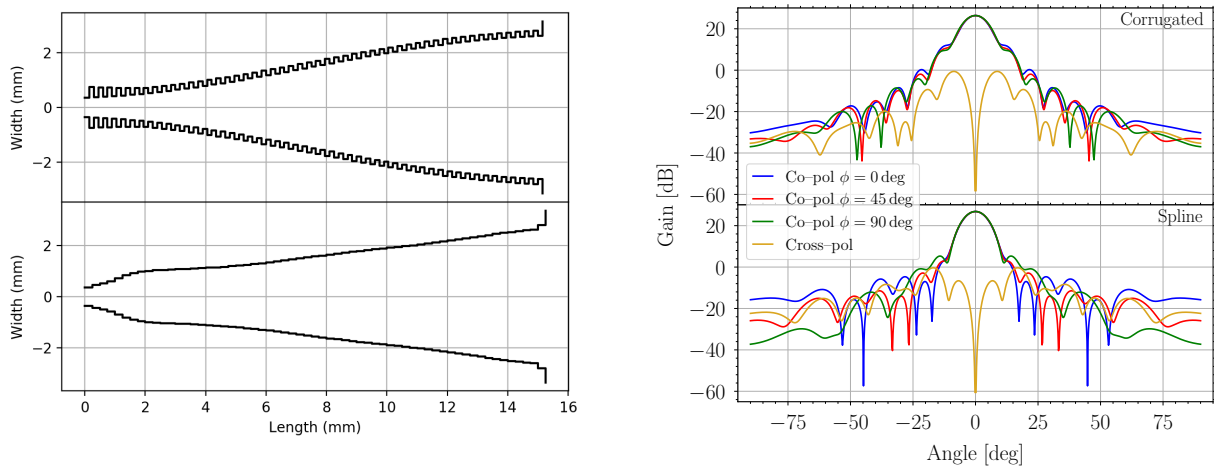 Width (mm)
2
0
−2
Width (mm)
2
0
−2
0 2 4 6 8 10 12 14 16
Length (mm)
Gain [dB]
Corrugated
20
0
−20
−40
−60
Co–pol ϕ = 0 deg
Co–pol ϕ = 45 deg
Co–pol ϕ = 90 deg
Cross–pol
Spline
20
0
−20
−40
−60
−75 −50 −25 0 25 50 75
Angle [deg]